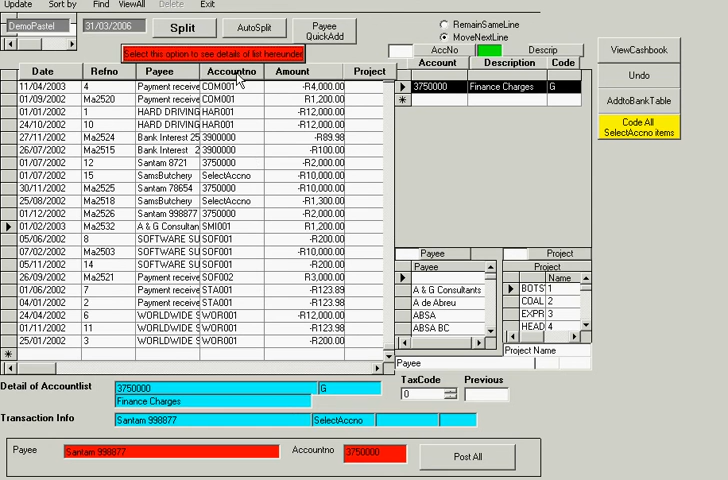 Update Sort by Find ViewAll Delete Exit
DemoPastel 31/03/2006 Split AutoSplit Payee QuickAdd
RemainSameLine
MoveNextLine
Select this option to see details of list hereunder
AccNo Descrip
ViewCashbook
Undo
AddtoBankTable
Code All
SelectAccno items
Date Refno Payee Accountno Amount Project
11/04/2003 4 Payment receive COM001 -R4,000.00
01/09/2002 Ma2520 Payment receive COM001 R1,200.00
01/01/2002 1 HARD DRIVING HAR001 -R12,000.00
24/10/2002 10 HARD DRIVING HAR001 -R12,000.00
27/11/2002 Ma2524 Bank Interest 25 3900000 -R89.98
26/07/2002 Ma2515 Bank Interest 2 3900000 -R100.00
01/07/2002 12 Santam 8721 3750000 -R2,000.00
01/07/2002 15 SamsButchery SelectAccno -R10,000.00
30/11/2002 Ma2525 Santam 78654 3750000 -R10,000.00
25/08/2002 Ma2518 SamsButchery SelectAccno -R1,300.00
01/12/2002 Ma2526 Santam 998877 3750000 -R2,000.00
01/02/2003 Ma2532 A & G Consultan SMI001 R1,200.00
05/06/2002 8 SOFTWARE SU SOF001 -R200.00
07/02/2002 Ma2503 SOFTWARE SU SOF001 -R10,000.00
05/11/2002 14 SOFTWARE SU SOF001 -R200.00
26/09/2002 Ma2521 Payment receive SOF002 R3,000.00
01/06/2002 7 Payment receive STA001 -R123.89
04/01/2002 2 Payment receive STA001 -R123.98
24/04/2002 6 WORLDWIDE S WOR001 -R12,000.00
01/11/2002 11 WORLDWIDE S WOR001 -R123.98
25/01/2002 3 WORLDWIDE S WOR001 -R200.00
Account Description Code
3750000 Finance Charges G
Payee
Payee
A & G Consultants
A de Abreu
ABSA
ABSA BC
Payee
Project
Project
Name
BOTS 1
COAL 2
EXPR 3
HEAD 4
Project Name
Detail of Accountlist 3750000 G
Finance Charges
TaxCode Previous
0
Transaction Info Santam 998877 SelectAccno
Payee Santam 998877 Accountno 3750000 Post All